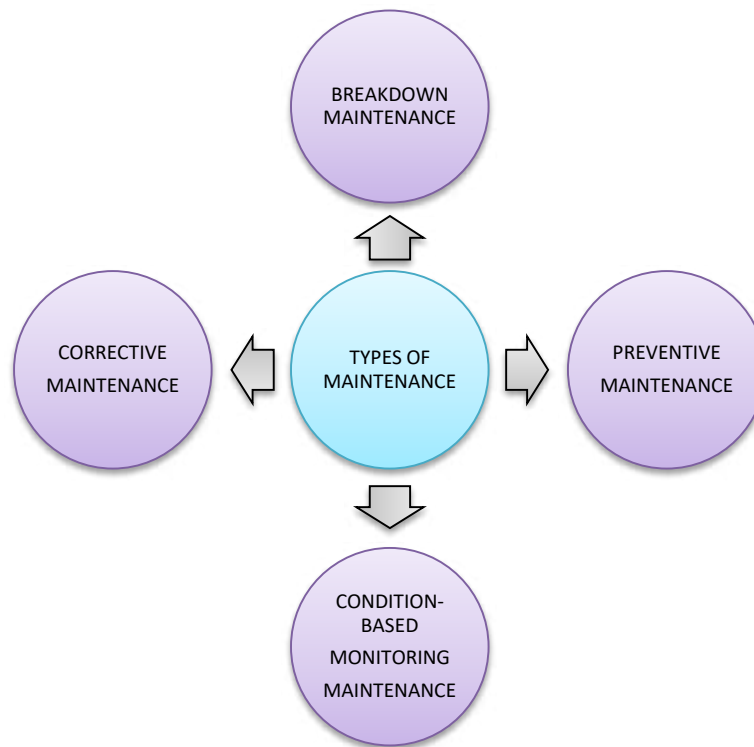 BREAKDOWN
MAINTENANCE
CORRECTIVE
MAINTENANCE
TYPES OF
MAINTENANCE
PREVENTIVE
MAINTENANCE
CONDITION-
BASED
MONITORING
MAINTENANCE